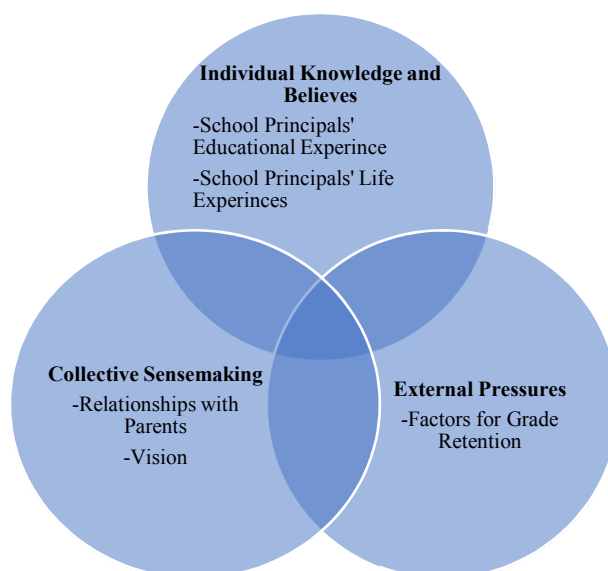 Individual Knowledge and
Believes
-School Principals'
Educational Experince
-School Principals' Life
Experinces
Collective Sensemaking
-Relationships with
Parents
-Vision
External Pressures
-Factors for Grade
Retention